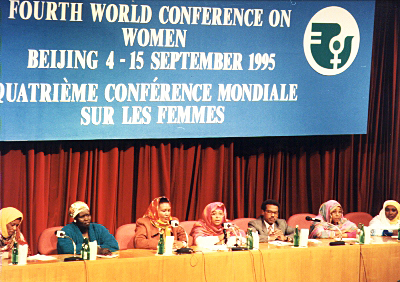 FOURTH WORLD CONFERENCE ON
WOMEN
BEIJING 4 - 15 SEPTEMBER 1995
QUATRIÈME CONFÉRENCE MONDIALE
SUR LES FEMMES